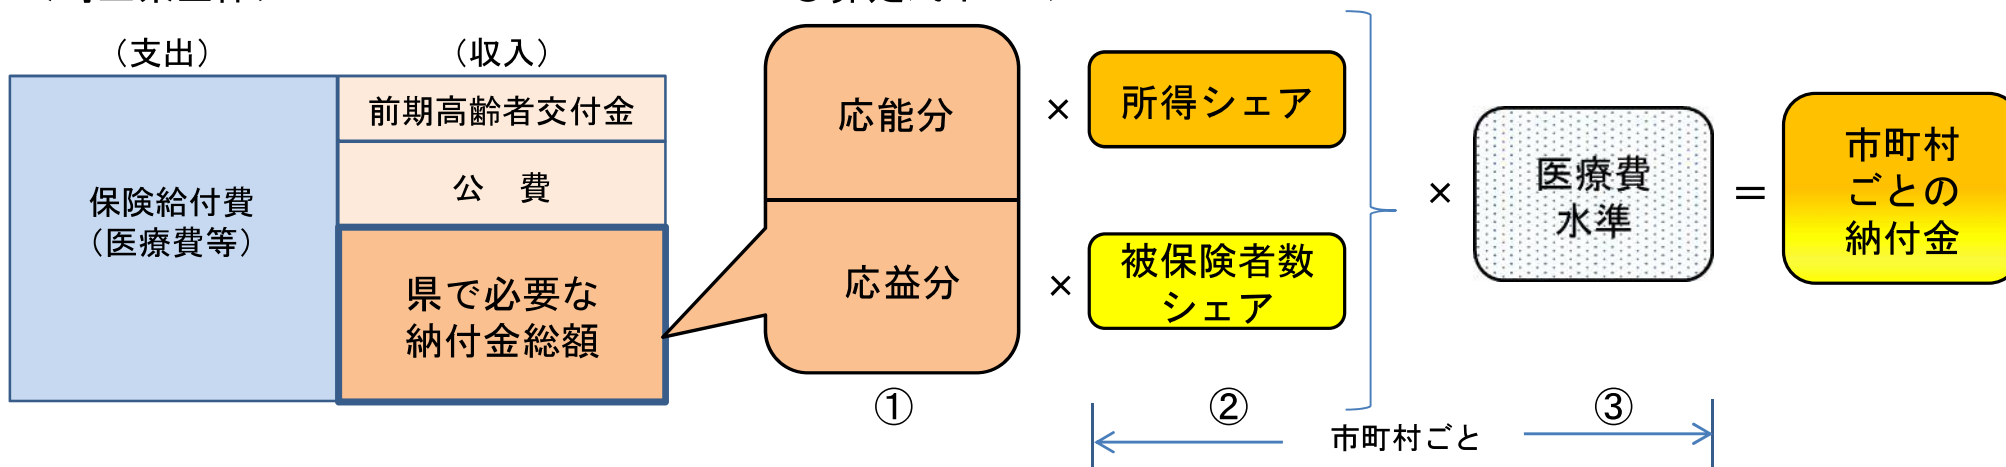 （支出）
（収入）
保険給付費
（医療費等）
前期高齢者交付金
公　費
県で必要な
納付金総額
応能分
応益分
①
×
所得シェア
×
被保険者数
シェア
②
×
医療費
水準
③
市町村ごと
＝
市町村
ごとの
納付金